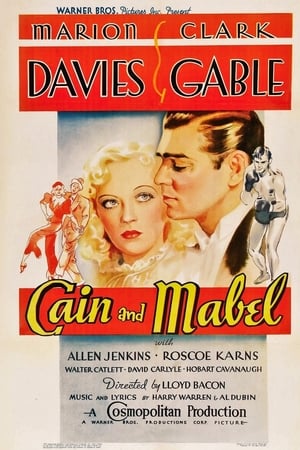 WARNER BROS. Pictures Inc. Present
MARION CLARK
DAVIES GABLE
Cain and Mabel
with
ALLEN JENKINS · ROSCOE KARNS
WALTER CATLETT · DAVID CARLYLE · HOBART CAVANAUGH
Directed by LLOYD BACON
MUSIC and LYRICS by HARRY WARREN & AL DUBIN
A Cosmopolitan Production
A WARNER BROS. PRODUCTIONS CORP. PICTURE